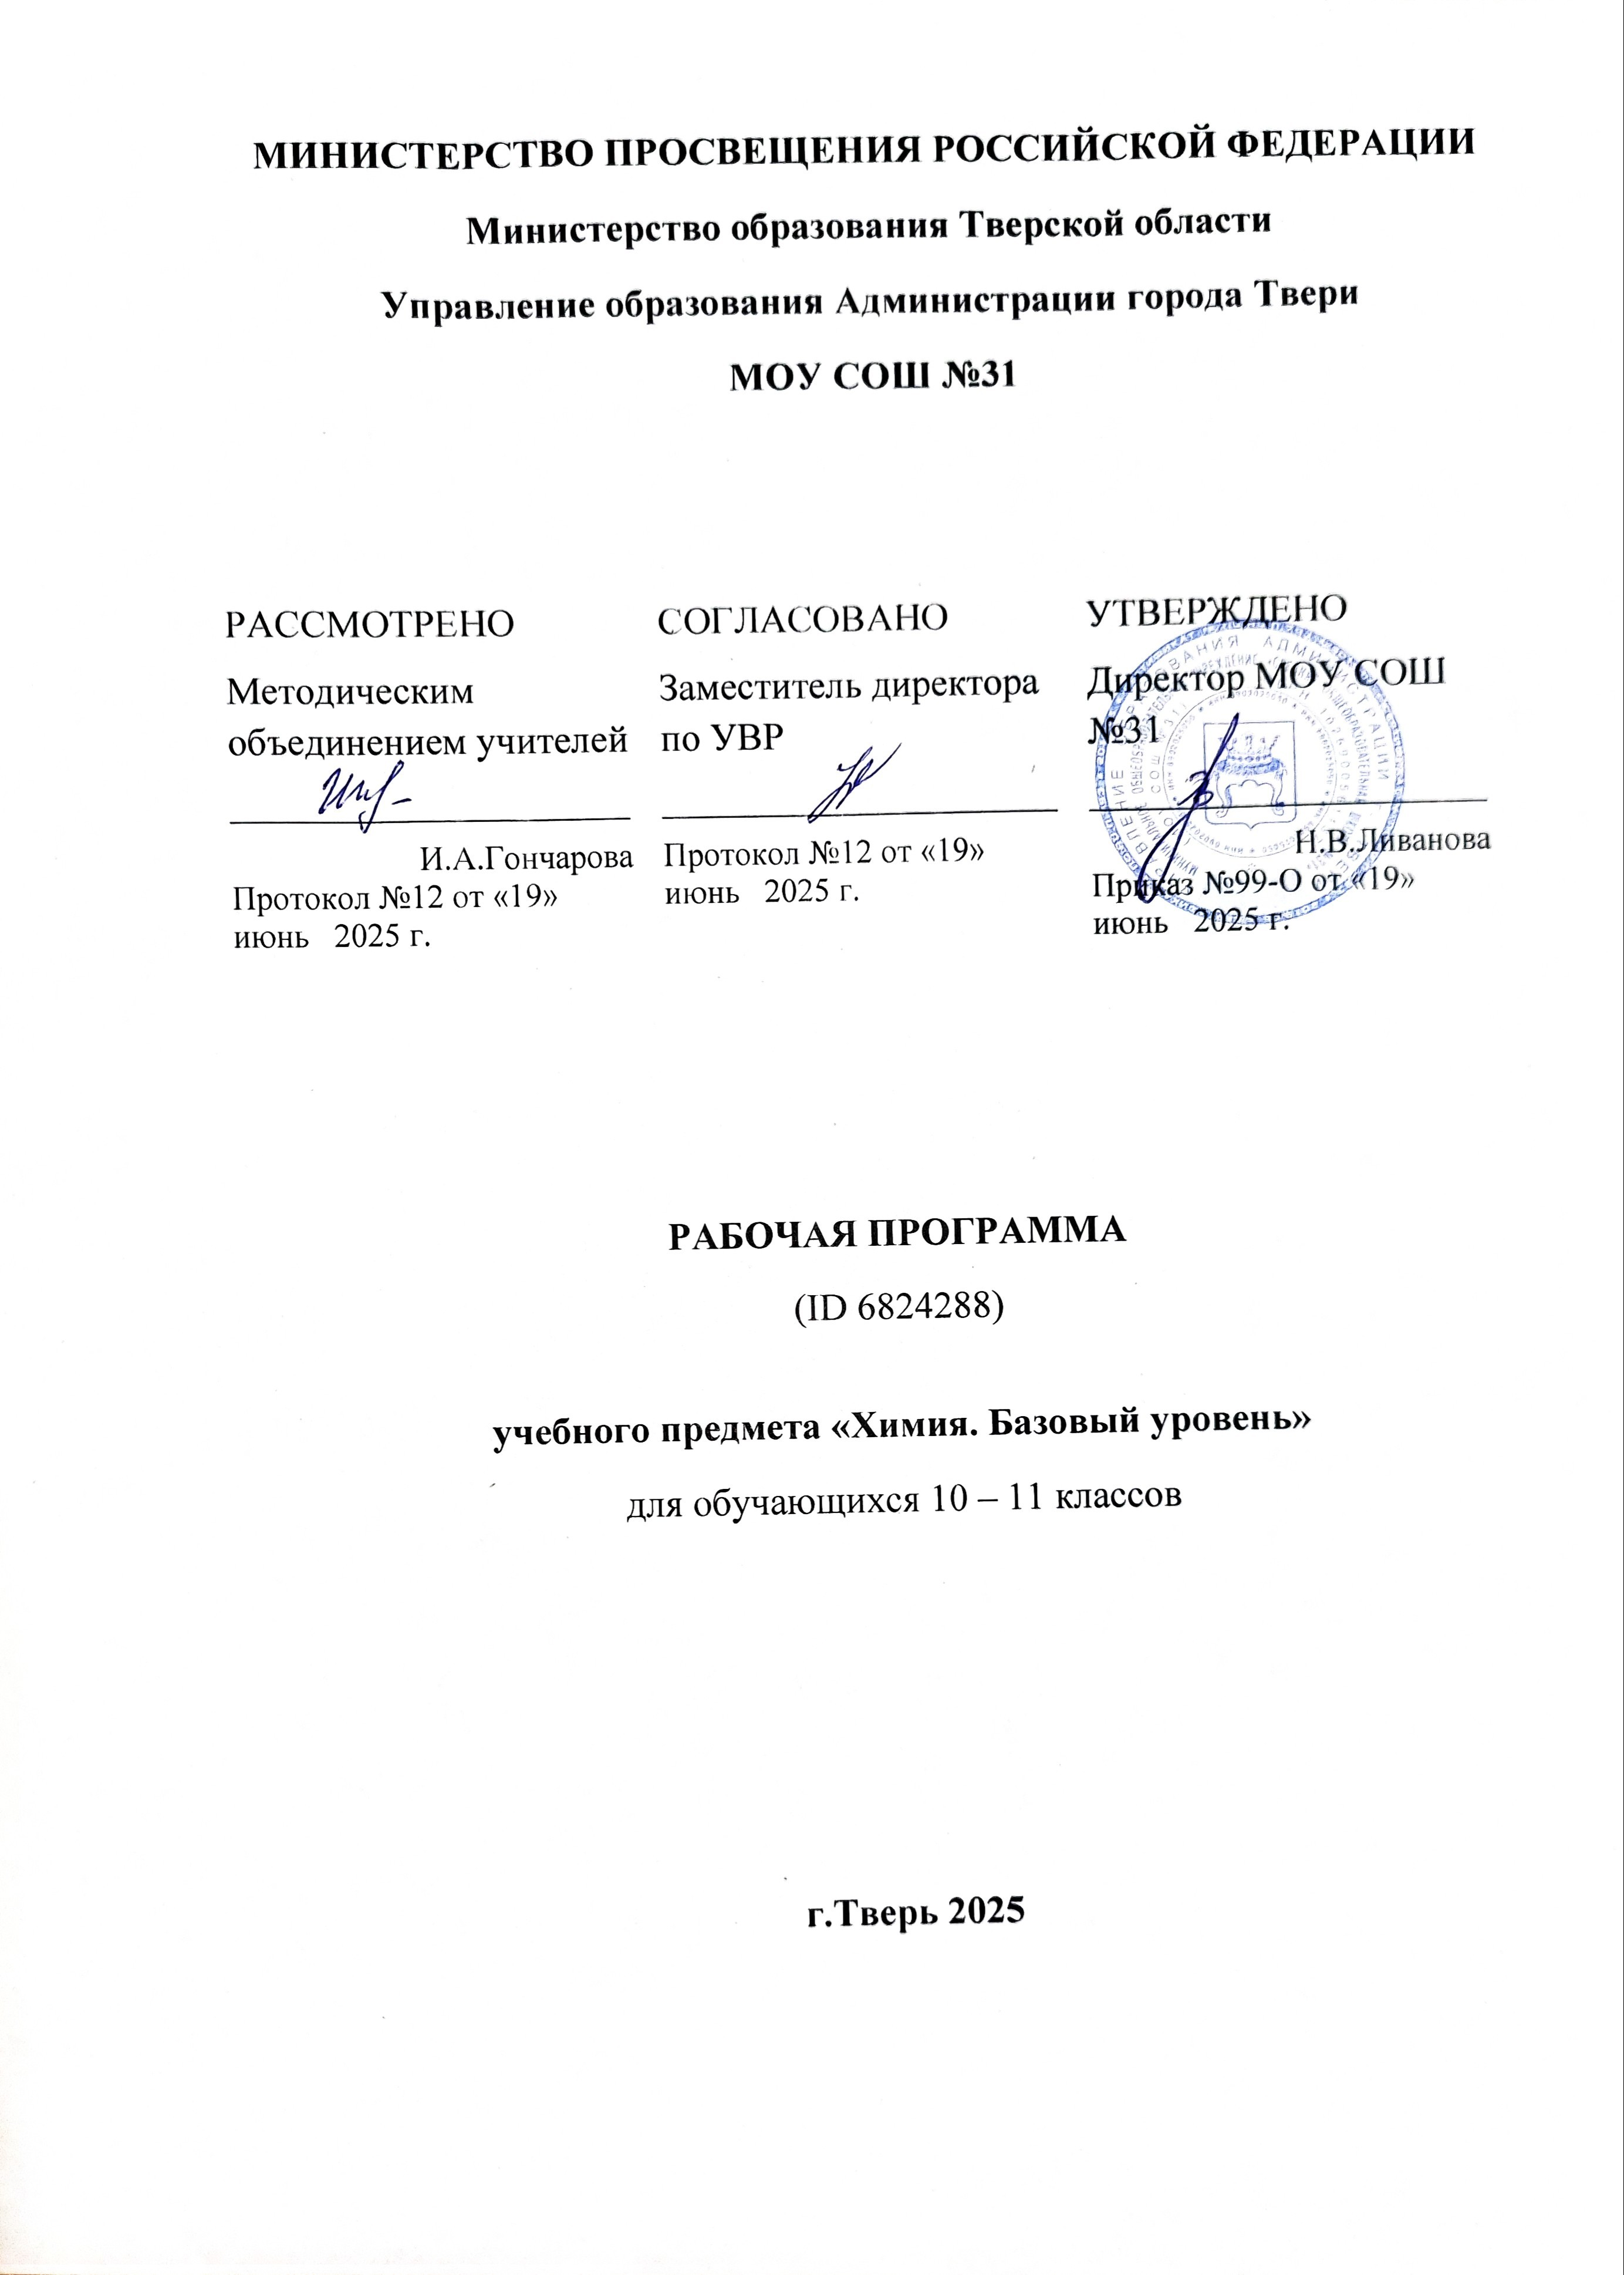 МИНИСТЕРСТВО ПРОСВЕЩЕНИЯ РОССИЙСКОЙ ФЕДЕРАЦИИ
Министерство образования Тверской области
Управление образования Администрации города Твери
МОУ СОШ №31
РАССМОТРЕНО
Методическим
объединением учителей
И.А.Гончарова
Протокол №12 от «19»
июнь 2025 г.
СОГЛАСОВАНО
Заместитель директора
по УВР
Протокол №12 от «19»
июнь 2025 г.
УТВЕРЖДЕНО
Директор МОУ СОШ
№31
Н.В.Ливанова
Приказ №99-О от «19»
июнь 2025 г.
РАБОЧАЯ ПРОГРАММА
(ID 6824288)
учебного предмета «Химия. Базовый уровень»
для обучающихся 10 – 11 классов
г.Тверь 2025